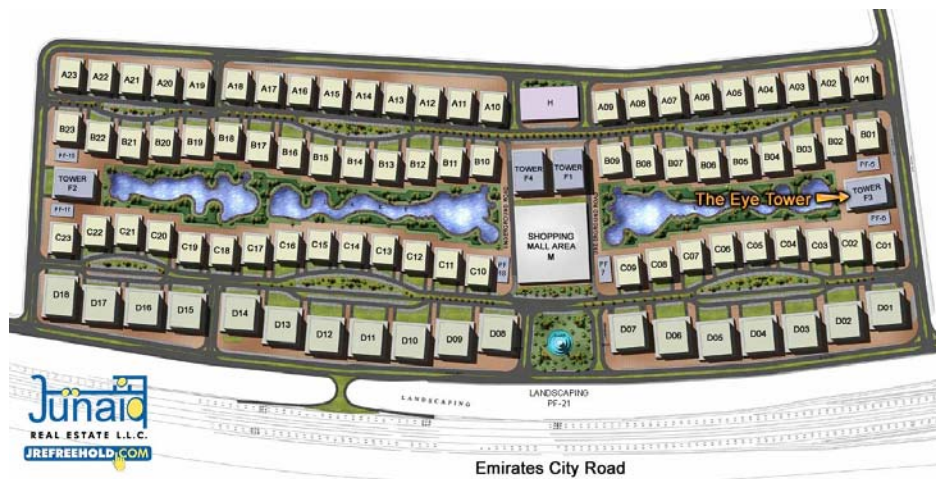 A23 A22 A21 A20 A19 A18 A17 A16 A15 A14 A13 A12 A11 A10 H A09 A08 A07 A06 A05 A04 A03 A02 A01
B23 B22 B21 B20 B19 B18 B17 B16 B15 B14 B13 B12 B11 B10 B09 B08 B07 B06 B05 B04 B03 B02 B01
TOWER F2
TOWER F4
TOWER F1
PF-5
The Eye Tower
TOWER F3
PF-11
PF-6
SHOPPING
MALL AREA
M
C23 C22 C21 C20 C19 C18 C17 C16 C15 C14 C13 C12 C11 C10 C09 C08 C07 C06 C05 C04 C03 C02 C01
PF
10
PF
7
D18 D17 D16 D15 D14 D13 D12 D11 D10 D09 D08 D07 D06 D05 D04 D03 D02 D01
LANDSCAPING
LANDSCAPING
PF-21
Junaid
REAL ESTATE L.L.C.
JREFREEHOLD.COM
Emirates City Road